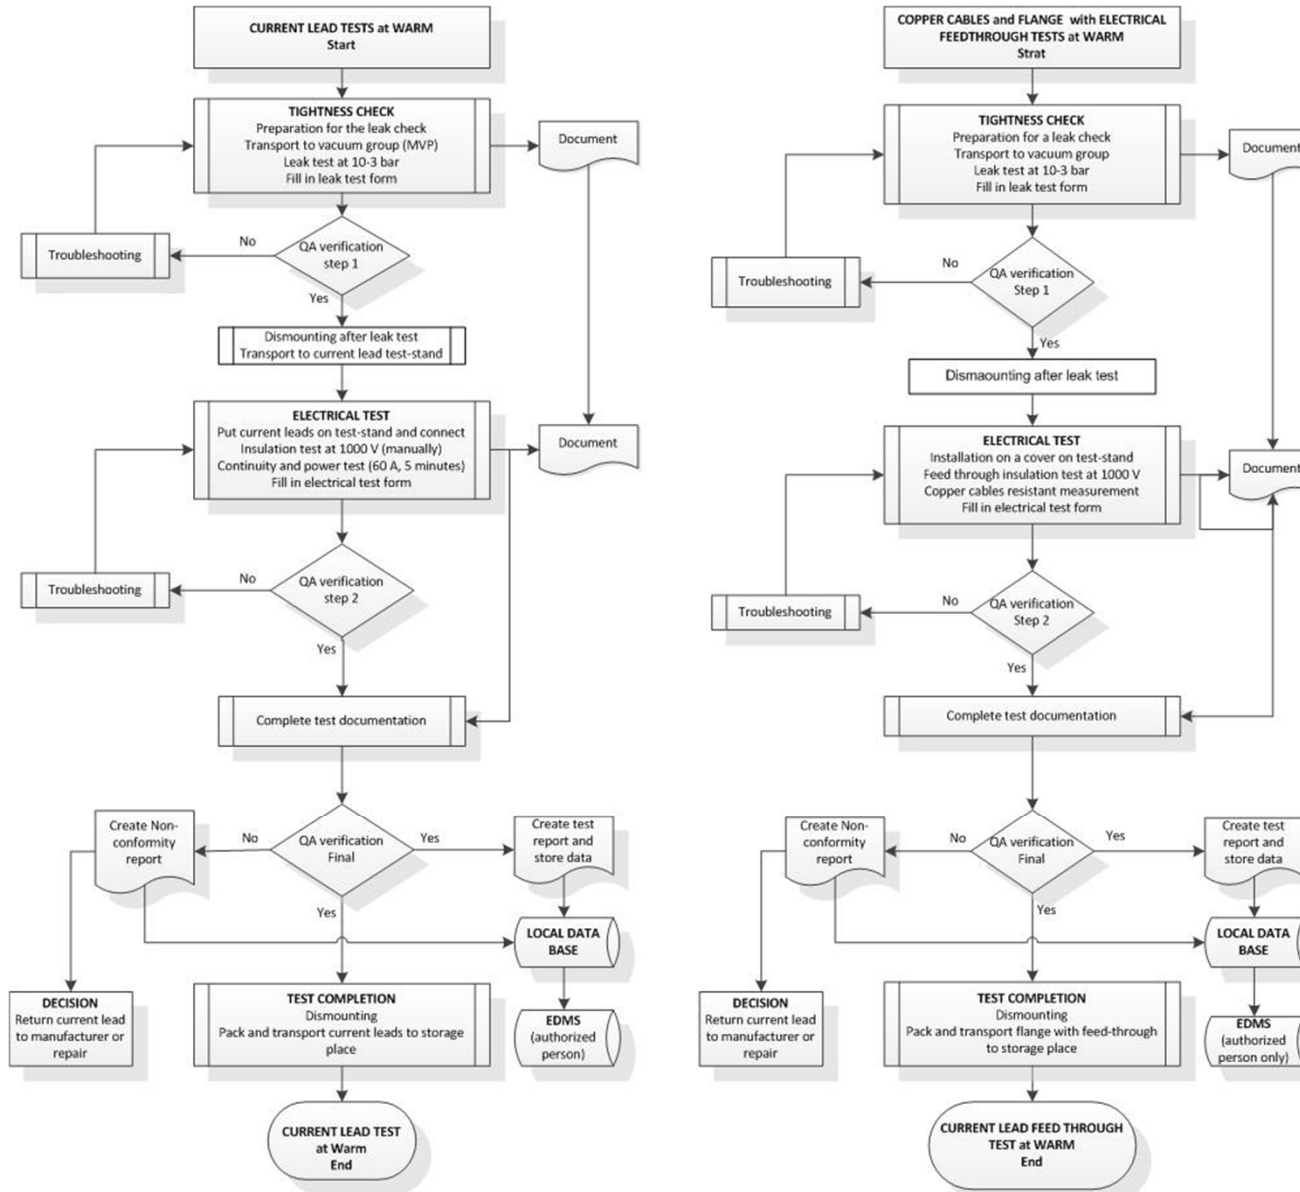 CURRENT LEAD TESTS at WARM
Start
TIGHTNESS CHECK
Preparation for the leak check
Transport to vacuum group (MVP)
Leak test at 10-3 bar
Fill in leak test form
Document
Troubleshooting
No
QA verification
step 1
Yes
Dismounting after leak test
Transport to current lead test-stand
ELECTRICAL TEST
Put current leads on test-stand and connect
Insulation test at 1000 V (manually)
Continuity and power test (60 A, 5 minutes)
Fill in electrical test form
Document
Troubleshooting
No
QA verification
step 2
Yes
Complete test documentation
Create Non-
conformity
report
No
QA verification
Final
Yes
Create test
report and
store data
Yes
LOCAL DATA
BASE
DECISION
Return current lead
to manufacturer or
repair
TEST COMPLETION
Dismounting
Pack and transport current leads to storage
place
EDMS
(authorized
person)
CURRENT LEAD TEST
at Warm
End
COPPER CABLES and FLANGE with ELECTRICAL
FEEDTHROUGH TESTS at WARM
Strat
TIGHTNESS CHECK
Preparation for a leak check
Transport to vacuum group
Leak test at 10-3 bar
Fill in leak test form
Document
Troubleshooting
No
QA verification
Step 1
Yes
Dismaounting after leak test
ELECTRICAL TEST
Installation on a cover on test-stand
Feed through insulation test at 1000 V
Copper cables resistant measurement
Fill in electrical test form
Document
Troubleshooting
No
QA verification
Step 2
Yes
Complete test documentation
Create Non-
conformity
report
No
QA verification
Final
Yes
Create test
report and
store data
Yes
LOCAL DATA
BASE
DECISION
Return current lead
to manufacturer or
repair
TEST COMPLETION
Dismounting
Pack and transport flange with feed-through
to storage place
EDMS
(authorized
person only)
CURRENT LEAD FEED THROUGH
TEST at WARM
End